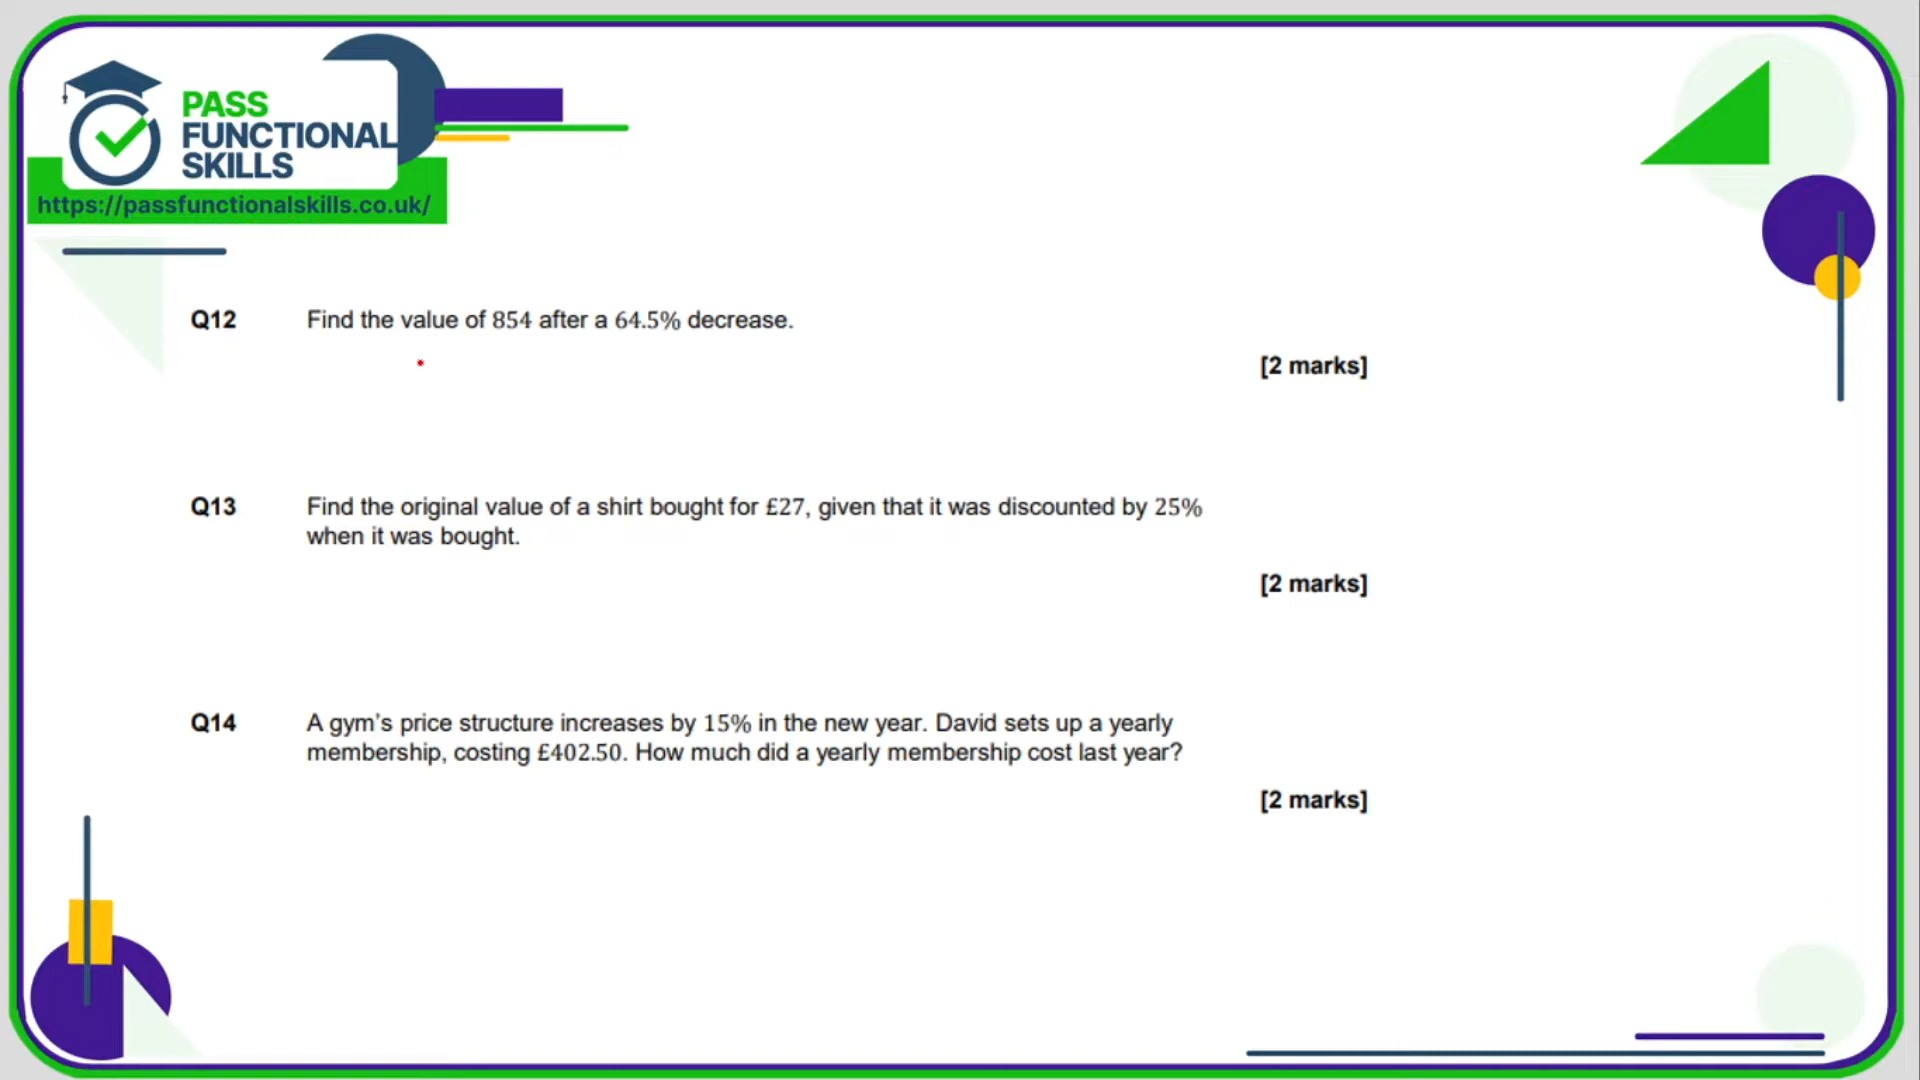 PASS
FUNCTIONAL
SKILLS
https://passfunctionalskills.co.uk/
Q12 Find the value of 854 after a 64.5% decrease.
[2 marks]
Q13 Find the original value of a shirt bought for £27, given that it was discounted by 25%
when it was bought.
[2 marks]
Q14 A gym's price structure increases by 15% in the new year. David sets up a yearly
membership, costing £402.50. How much did a yearly membership cost last year?
[2 marks]